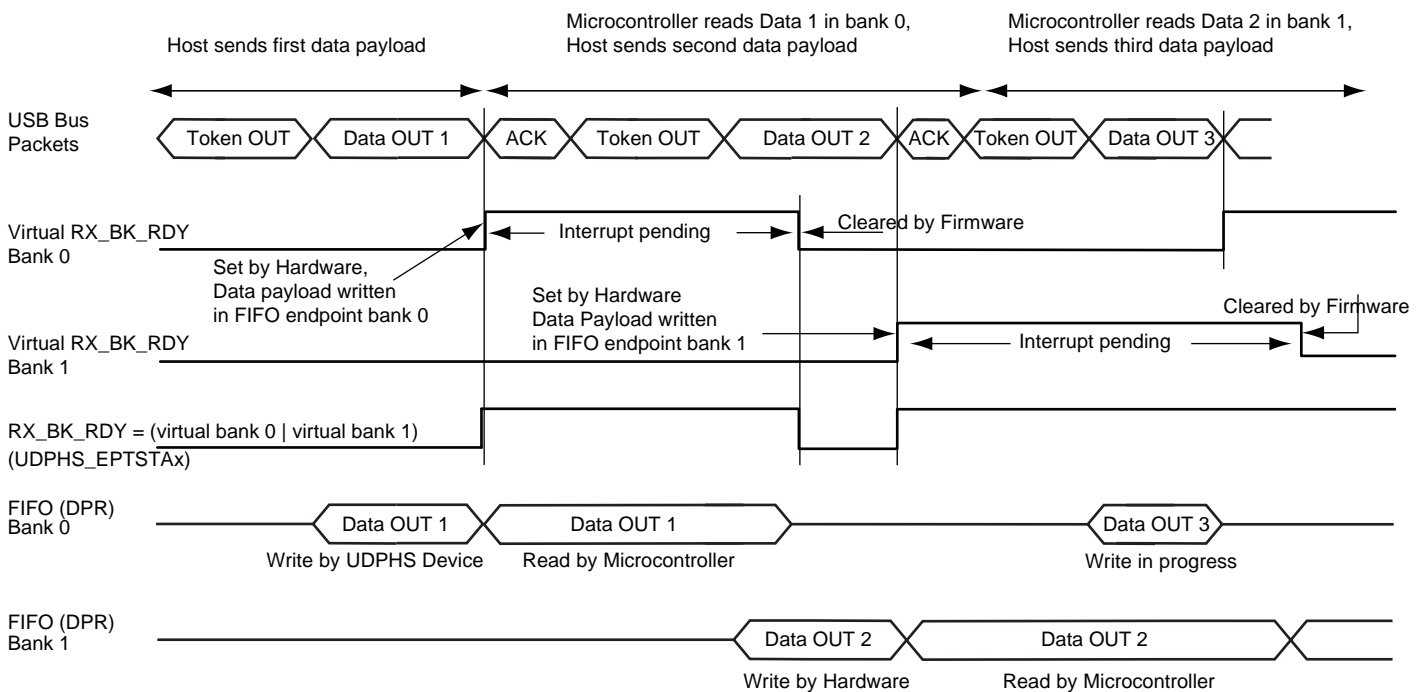 Host sends first data payload
Microcontroller reads Data 1 in bank 0,
Host sends second data payload
Microcontroller reads Data 2 in bank 1,
Host sends third data payload
USB Bus
Packets
Token OUT
Data OUT 1
ACK
Token OUT
Data OUT 2
ACK
Token OUT
Data OUT 3
Virtual RX_BK_RDY
Bank 0
Interrupt pending
Cleared by Firmware
Set by Hardware,
Data payload written
in FIFO endpoint bank 0
Set by Hardware
Data Payload written
in FIFO endpoint bank 1
Cleared by Firmware
Virtual RX_BK_RDY
Bank 1
Interrupt pending
RX_BK_RDY = (virtual bank 0 | virtual bank 1)
(UDPHS_EPTSTAx)
FIFO (DPR)
Bank 0
Data OUT 1
Data OUT 1
Data OUT 3
Write by UDPHS Device
Read by Microcontroller
Write in progress
FIFO (DPR)
Bank 1
Data OUT 2
Data OUT 2
Write by Hardware
Read by Microcontroller